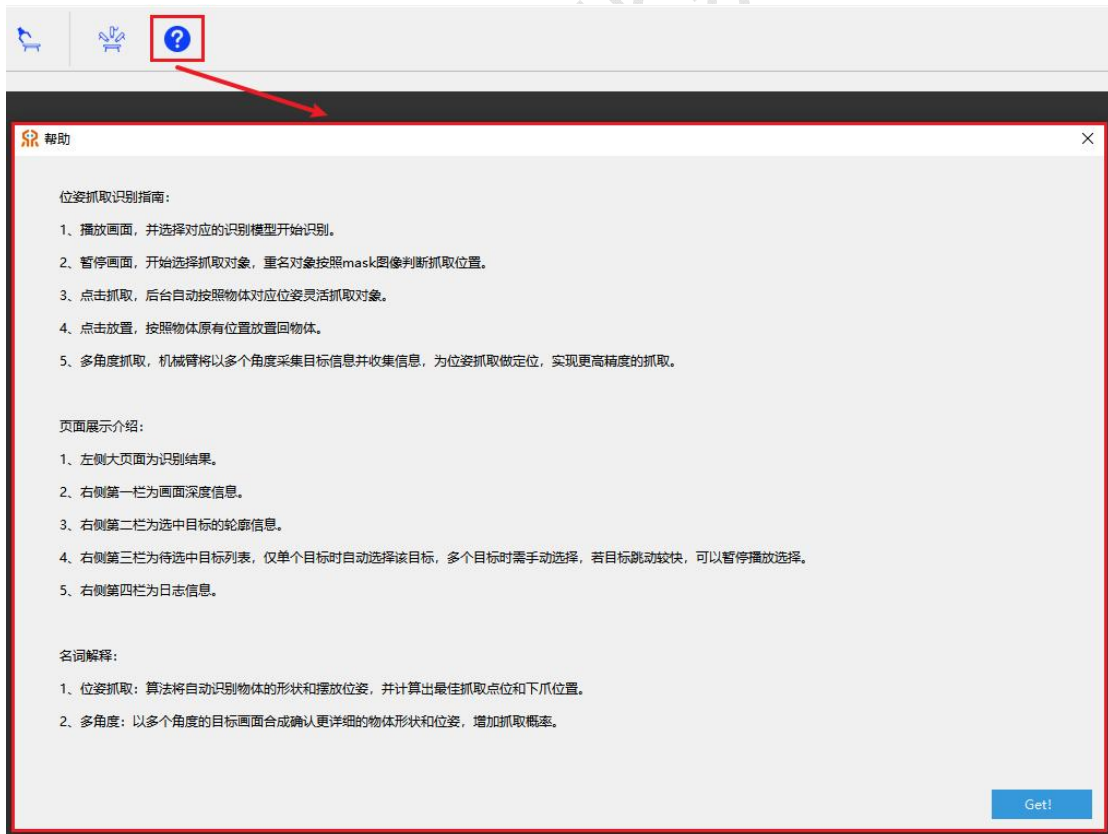 ?
帮助
位姿抓取识别指南：
1、播放画面，并选择对应的识别模型开始识别。
2、暂停画面，开始选择抓取对象，重名对象按照mask图像判断抓取位置。
3、点击抓取，后台自动按照物体对应位姿灵活抓取对象。
4、点击放置，按照物体原有位置放置回物体。
5、多角度抓取，机械臂将以多个角度采集目标信息并收集信息，为位姿抓取做定位，实现更高精度的抓取。
页面展示介绍：
1、左侧大页面为识别结果。
2、右侧第一栏为画面深度信息。
3、右侧第二栏为选中目标的轮廓信息。
4、右侧第三栏为待选中目标列表，仅单个目标时自动选择该目标，多个目标时需手动选择，若目标跳动较快，可以暂停播放选择。
5、右侧第四栏为日志信息。
名词解释：
1、位姿抓取：算法将自动识别物体的形状和摆放位姿，并计算出最佳抓取点位和下爪位置。
2、多角度：以多个角度的目标画面合成确认更详细的物体形状和位姿，增加抓取概率。
Get!